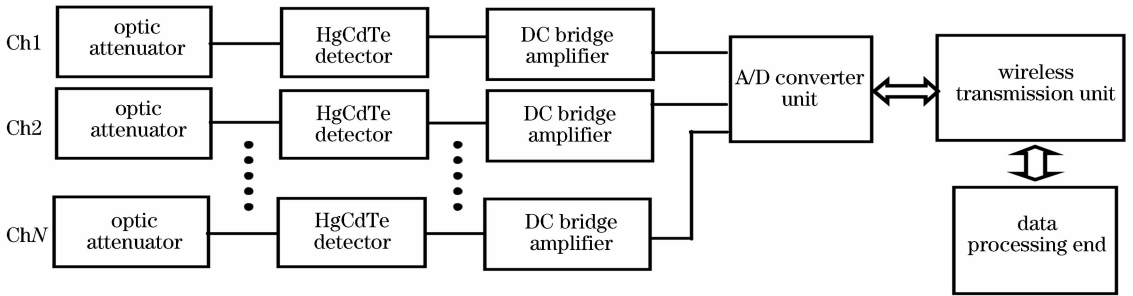 Ch1
optic
attenuator
HgCdTe
detector
DC bridge
amplifier
A/D converter
unit
wireless
transmission unit
Ch2
optic
attenuator
HgCdTe
detector
DC bridge
amplifier
ChN
optic
attenuator
HgCdTe
detector
DC bridge
amplifier
data
processing end